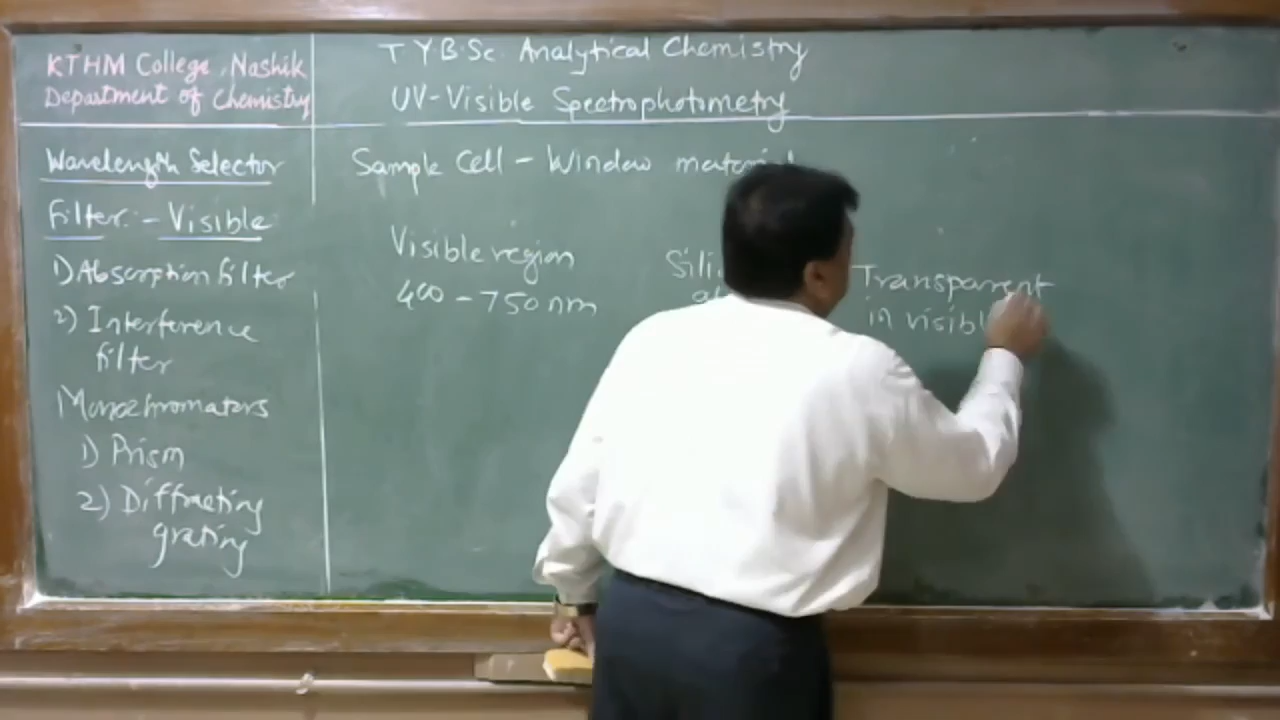 KTHM College, Nashik
Department of Chemistry
T Y B.Sc Analytical Chemistry
UV-Visible Spectrophotometry
Wavelength Selector
Filter: - Visible
1) Absorption filter
2) Interference
filter
Monochromators
1) Prism
2) Diffracting
grating
Sample Cell - Window
Visible region
400 - 750 nm
Transparent
in